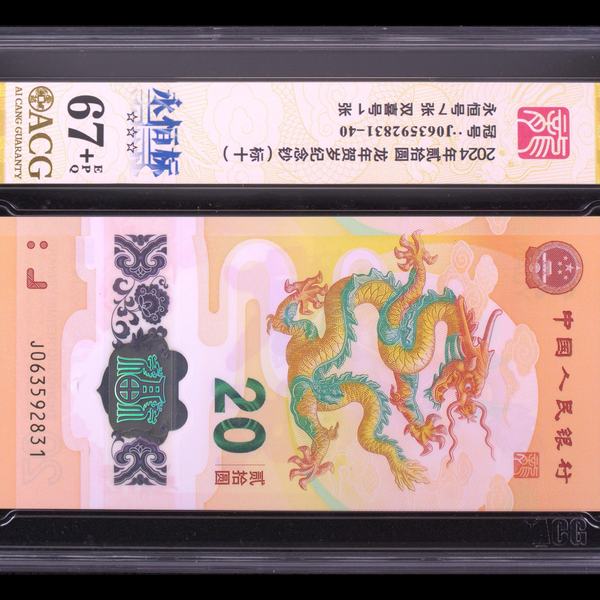 2024年贰拾圆 龙年贺岁纪念钞(标十)
冠号:J063592831-40
永恒号7张 双喜号1张
永恒标
☆☆☆
67+
E
P
Q
ACG
AI CANG GUARANTY
中国人民银行
20
贰拾圆
J063592831
ACG